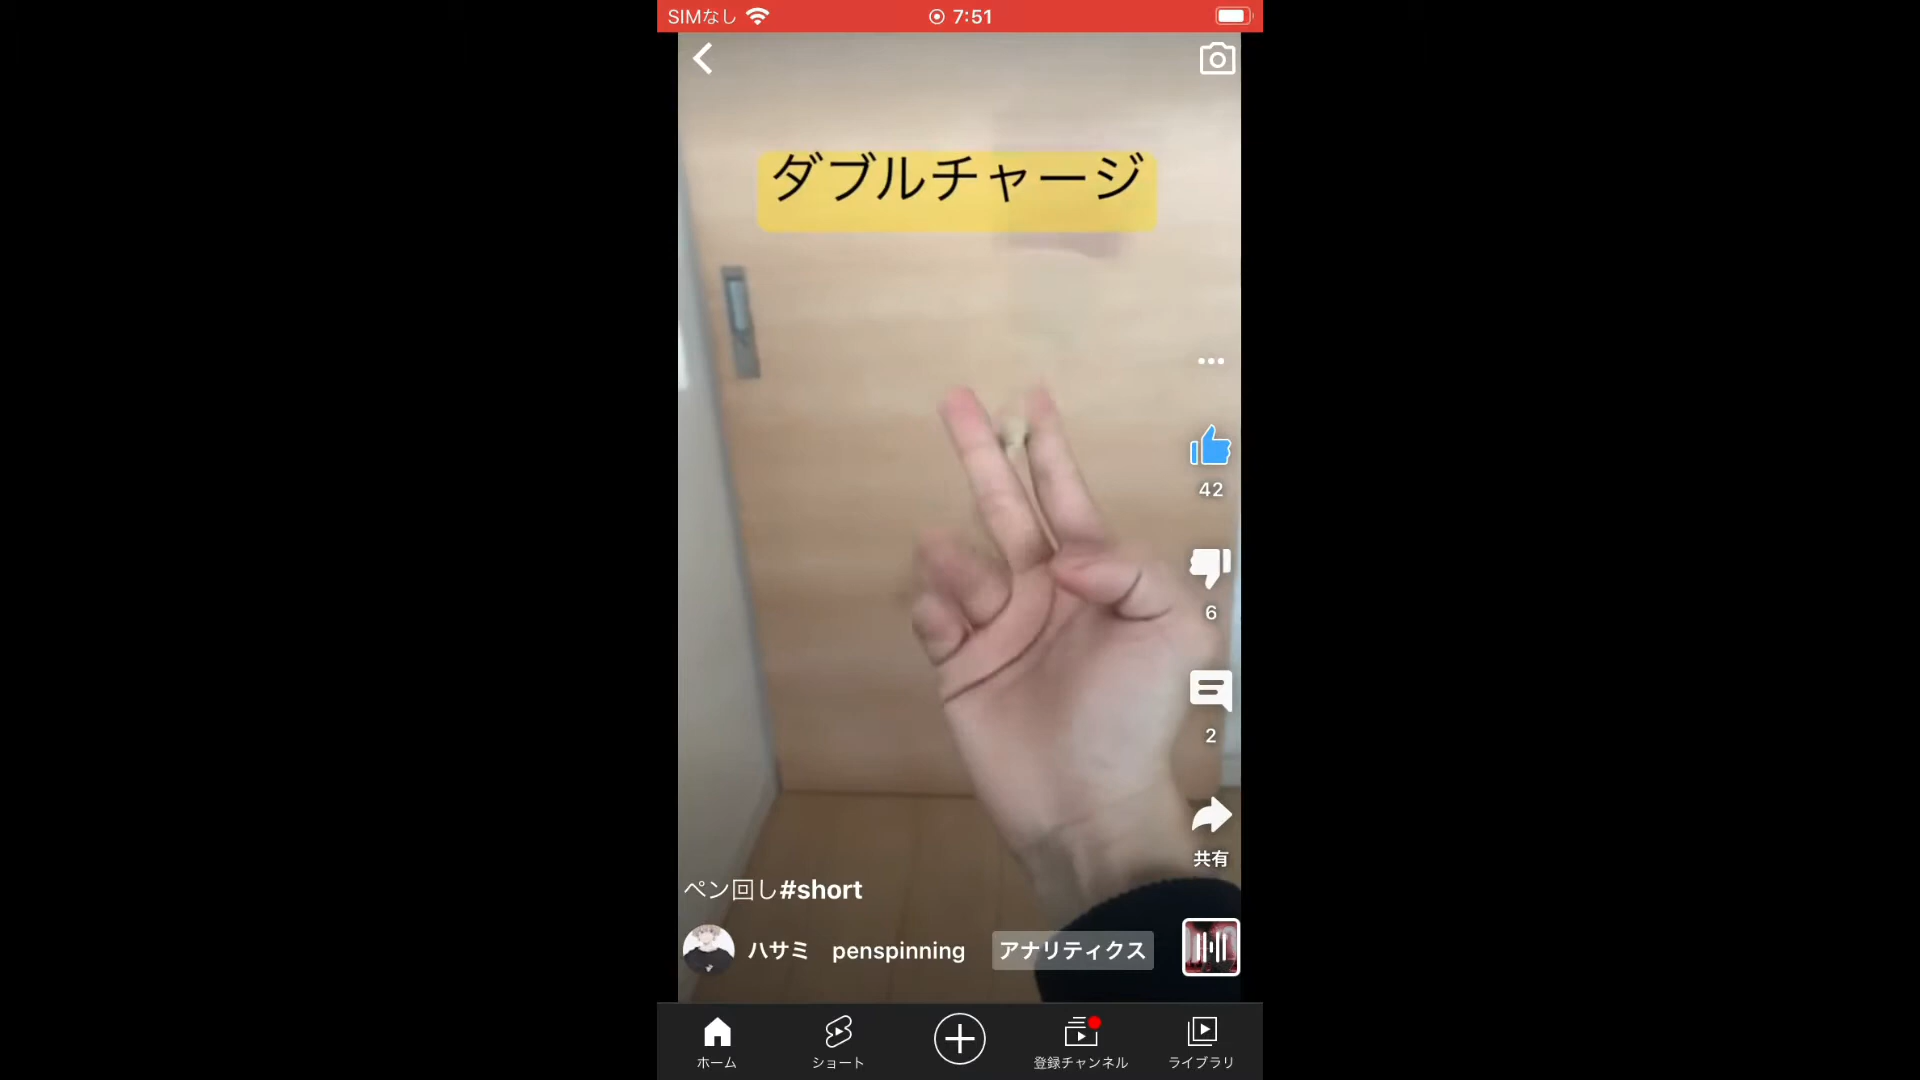 SIMなし 7:51
ダブルチャージ
42
6
2
共有
ペン回し#short
ハサミ penspinning アナリティクス
ホーム ショート 登録チャンネル ライブラリ